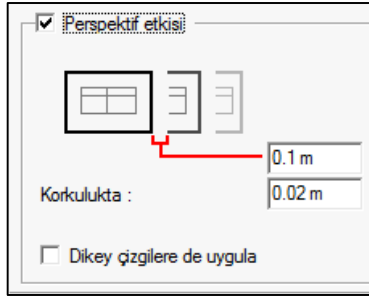 Perspektif etkisi
0.1 m
Korkulukta : 0.02 m
Dikey çizgilere de uygula